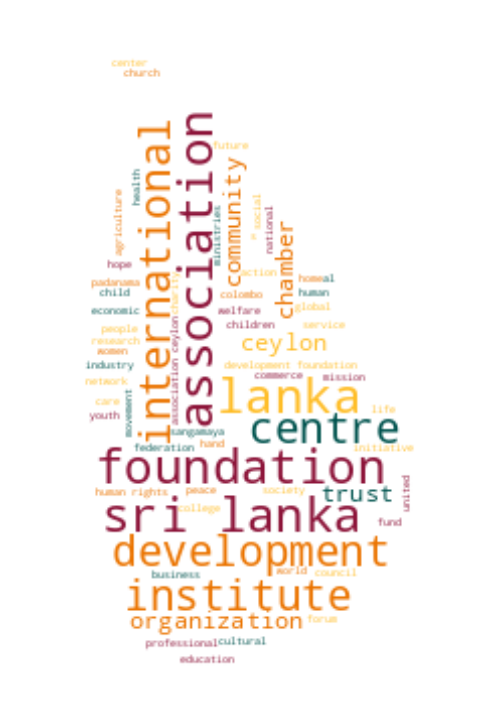 center
church
association
international
future
community
health
agriculture
social
national
ministries
chamber
hope
action
charity
padanama
homeal
child
colombo
human
economic
welfare
global
association ceylon
people
children
service
research
ceylon
women
industry
development foundation
commerce
mission
network
lanka
care
life
youth
movement
centre
sangamaya
hand
federation
initiative
foundation
human rights
peace
society
trust
united
sri lanka
college
fund
development
business
world
council
institute
organization
forum
professional
cultural
education